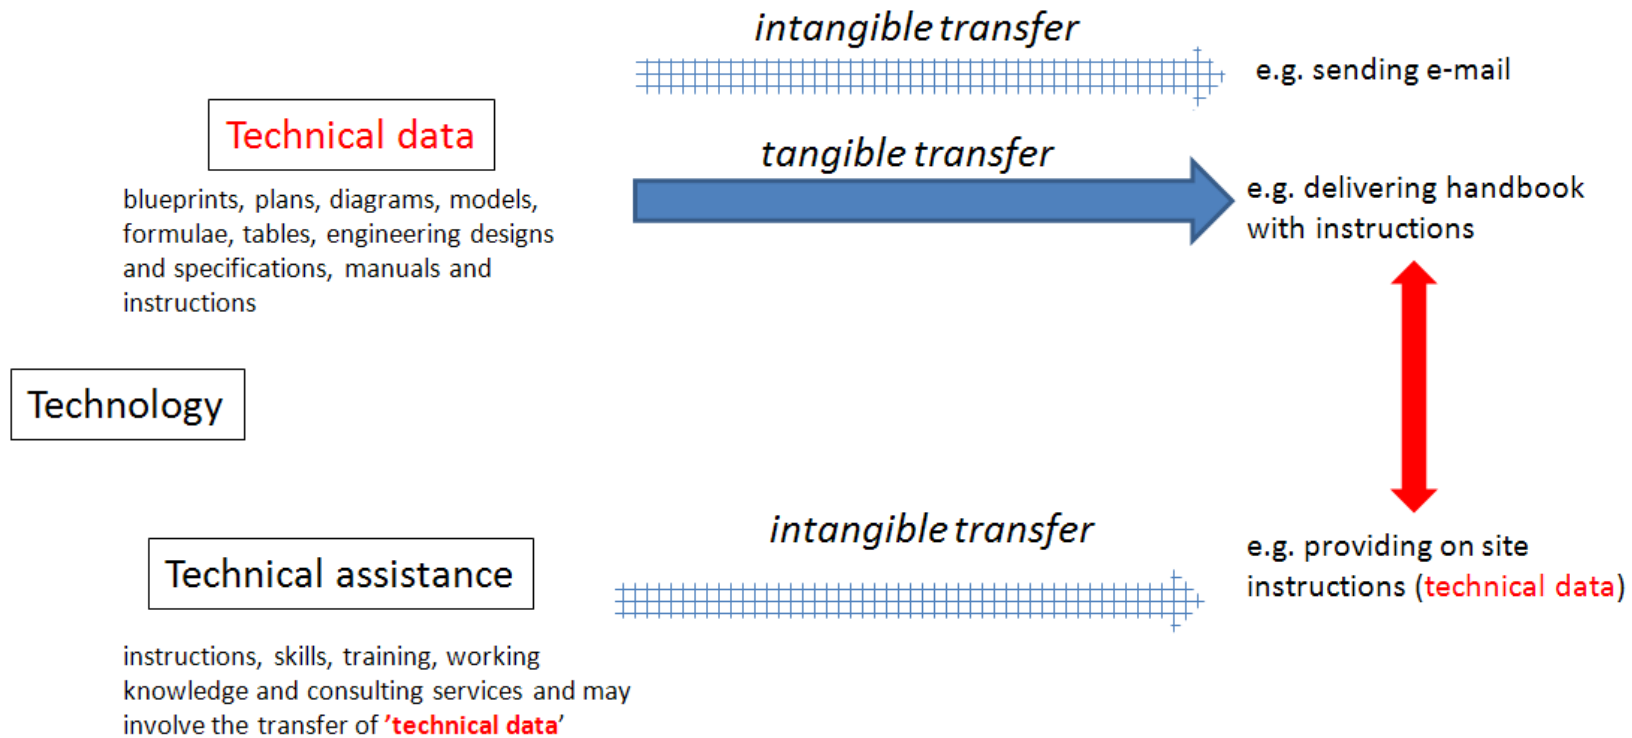 intangible transfer
e.g. sending e-mail
Technical data
tangible transfer
blueprints, plans, diagrams, models,
formulae, tables, engineering designs
and specifications, manuals and
instructions
e.g. delivering handbook
with instructions
Technology
intangible transfer
Technical assistance
e.g. providing on site
instructions (technical data)
instructions, skills, training, working
knowledge and consulting services and may
involve the transfer of ’technical data’